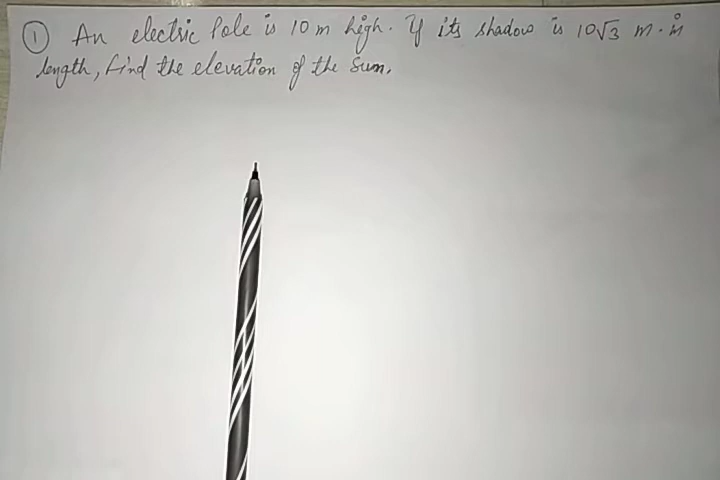 ① An electric Pole is 10 m high. If its shadow is 10√3 m. in
length, find the elevation of the Sun.